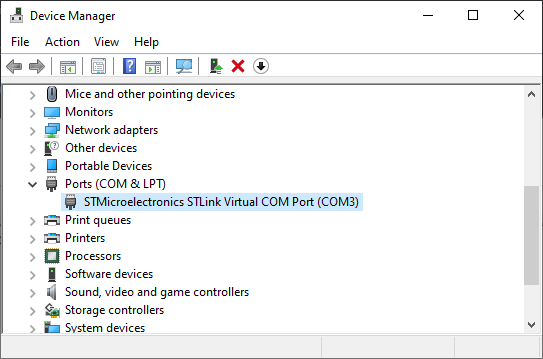 Device Manager
File Action View Help
Mice and other pointing devices
Monitors
Network adapters
Other devices
Portable Devices
Ports (COM & LPT)
STMicroelectronics STLink Virtual COM Port (COM3)
Print queues
Printers
Processors
Software devices
Sound, video and game controllers
Storage controllers
System devices